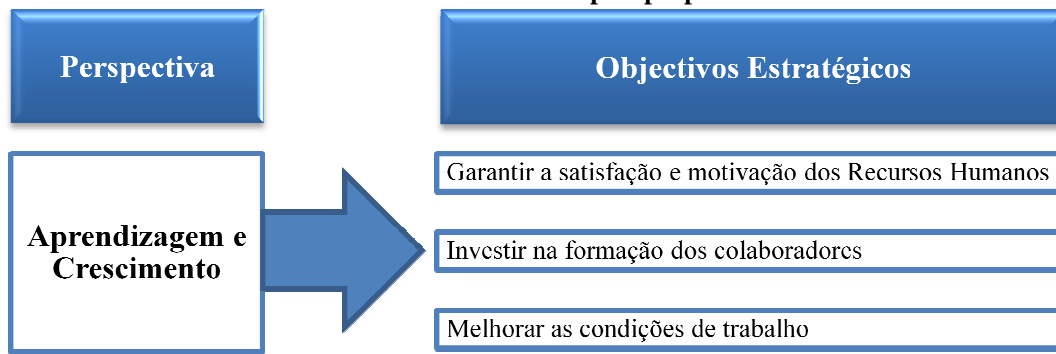 Perspectiva
Objectivos Estratégicos
Aprendizagem e
Crescimento
Garantir a satisfação e motivação dos Recursos Humanos
Investir na formação dos colaboradores
Melhorar as condições de trabalho